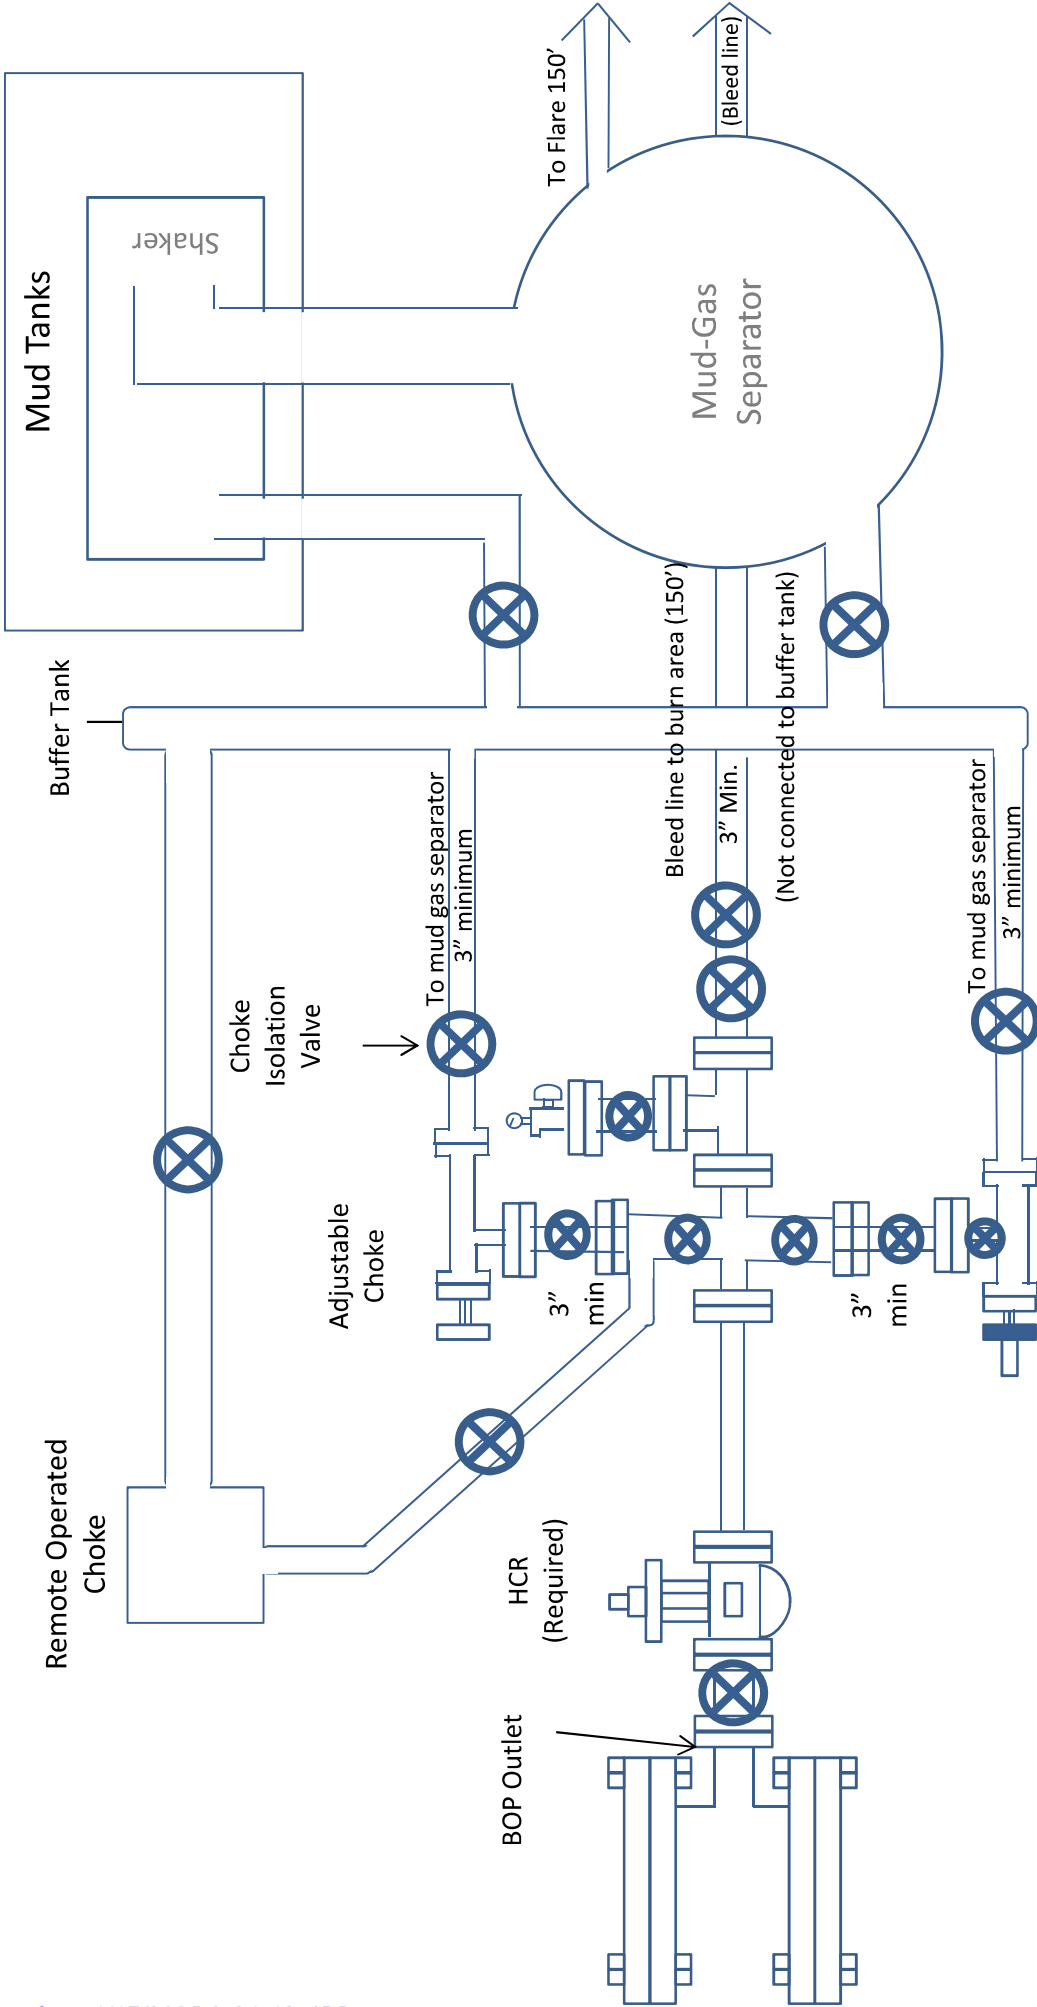 Mud Tanks
Shaker
To Flare 150’
(Bleed line)
Mud-Gas
Separator
Buffer Tank
Bleed line to burn area (150’)
3” Min.
(Not connected to buffer tank)
To mud gas separator
3” minimum
To mud gas separator
3” minimum
Choke
Isolation
Valve
Adjustable
Choke
3”
min
3”
min
Remote Operated
Choke
HCR
(Required)
BOP Outlet